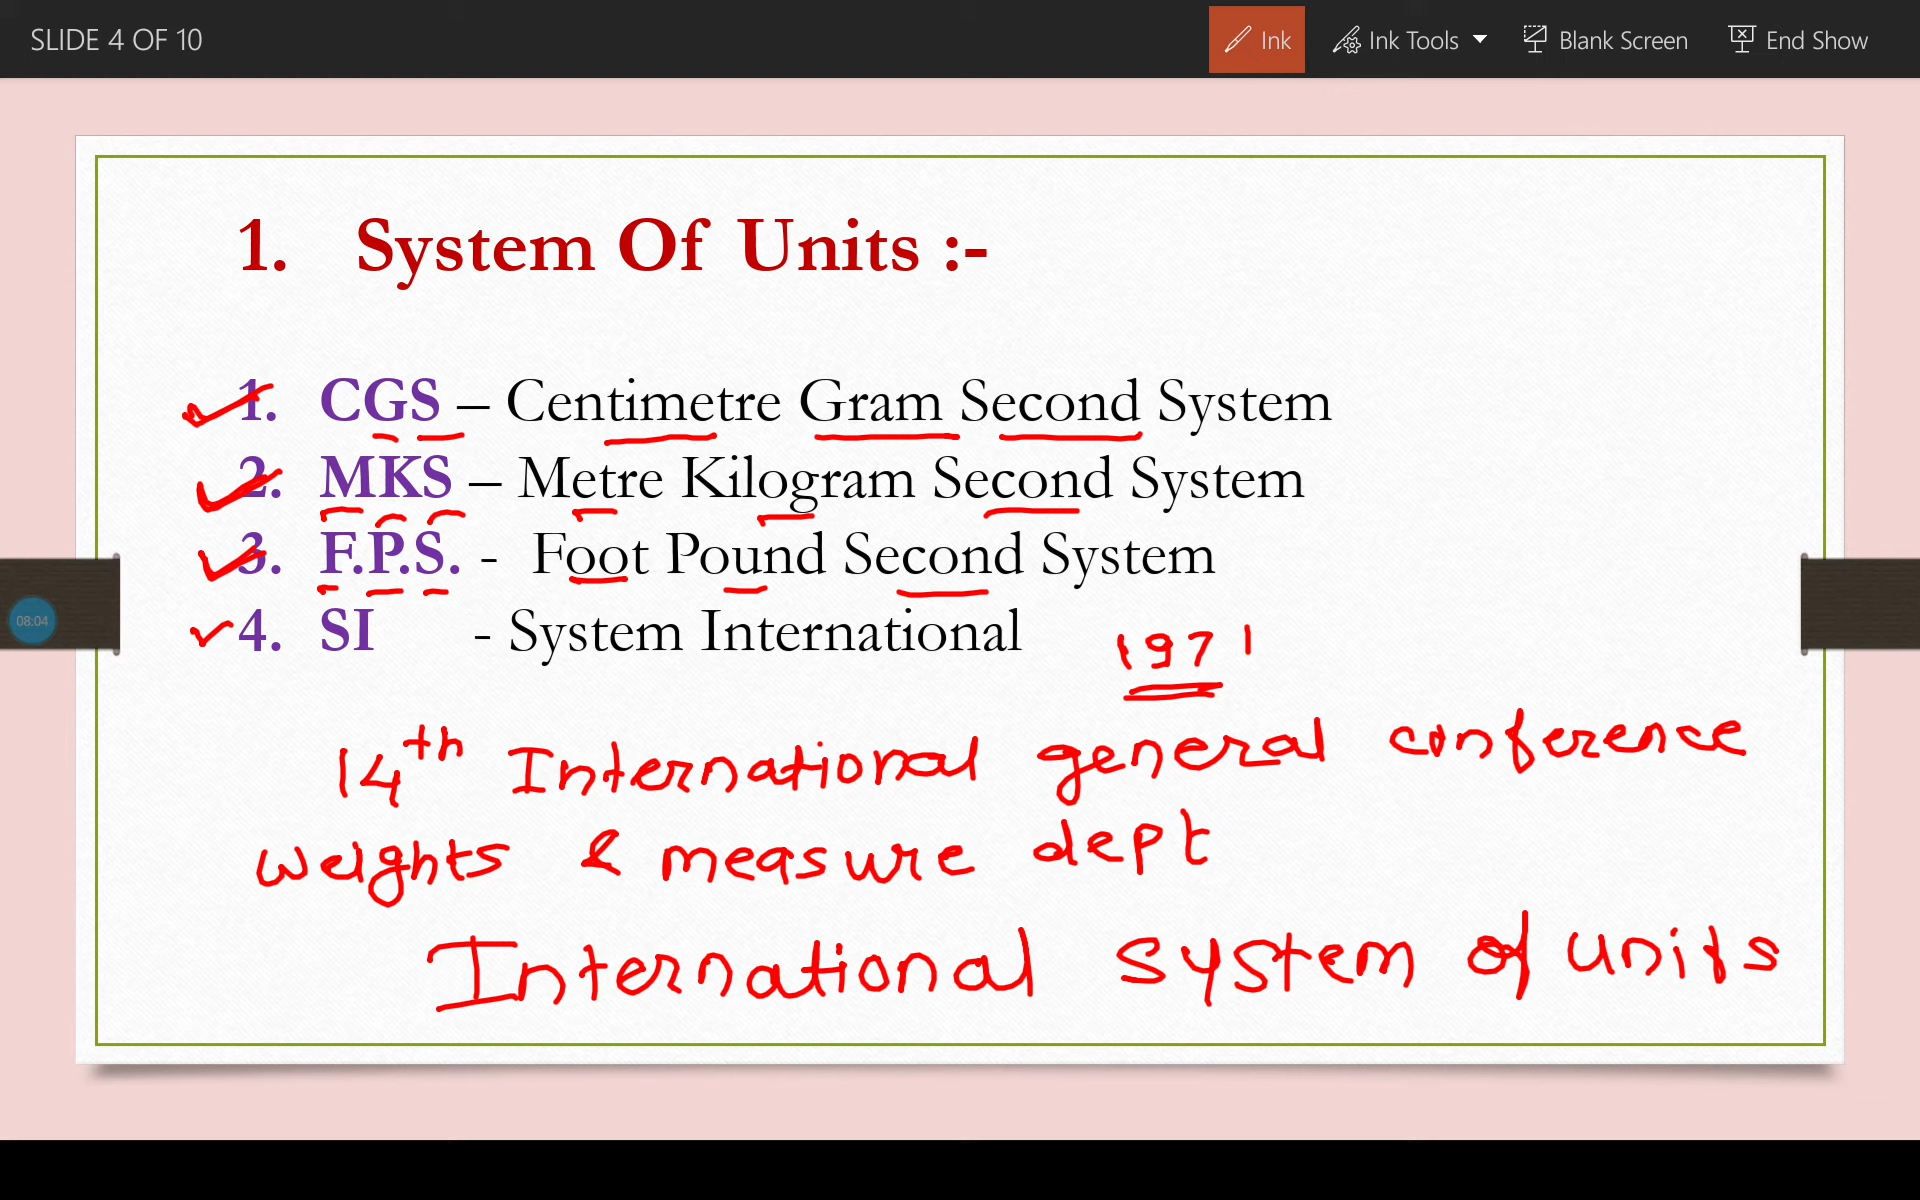 SLIDE 4 OF 10 Ink Ink Tools Blank Screen End Show
1. System Of Units :-
1. CGS – Centimetre Gram Second System
2. MKS – Metre Kilogram Second System
3. F.P.S. - Foot Pound Second System
08:04
4. SI - System International 1971
14th International general conference
weights & measure dept
International system of units